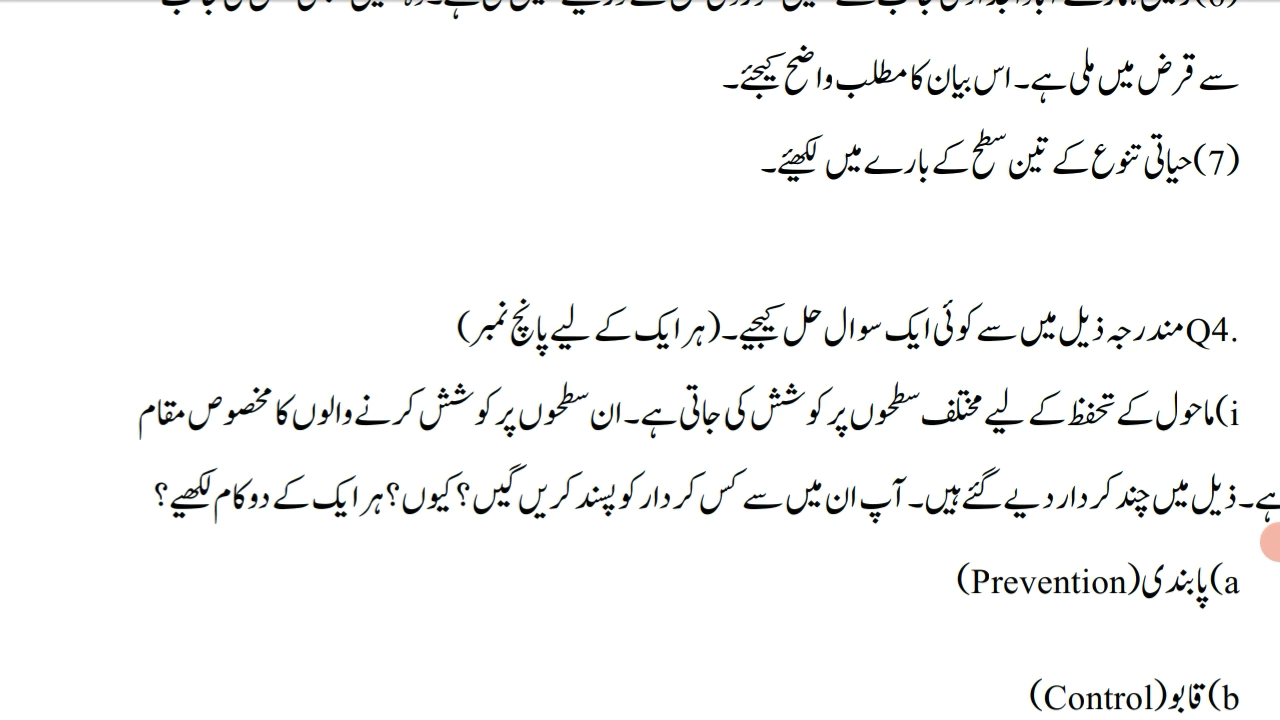 سے قرض میں ملی ہے۔ اس بیان کا مطلب واضح کیجئے۔
(7)حیاتی تنوع کے تین سطح کے بارے میں لکھیئے۔
Q4. مندرجہ ذیل میں سے کوئی ایک سوال حل کیجیے۔(ہر ایک کے لیے پانچ نمبر)
i)ماحول کے تحفظ کے لیے مختلف سطحوں پر کوشش کی جاتی ہے۔ان سطحوں پر کوشش کرنے والوں کا مخصوص مقام
ہے۔ذیل میں چند کردار دیے گئے ہیں۔ آپ ان میں سے کس کردار کو پسند کریں گیں؟ کیوں؟ ہر ایک کے دو کام لکھیے؟
a)پابندی(Prevention)
b)قابو(Control)